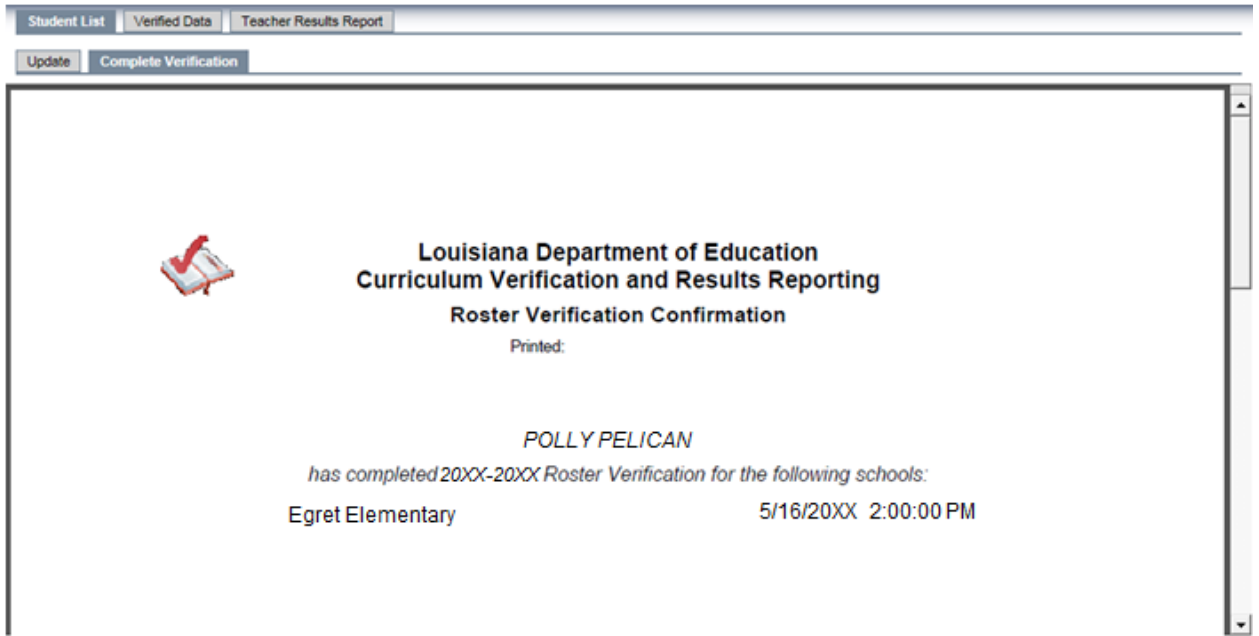 Student List Verified Data Teacher Results Report
Update Complete Verification
Louisiana Department of Education
Curriculum Verification and Results Reporting
Roster Verification Confirmation
Printed:
POLLY PELICAN
has completed 20XX-20XX Roster Verification for the following schools:
Egret Elementary 5/16/20XX 2:00:00 PM